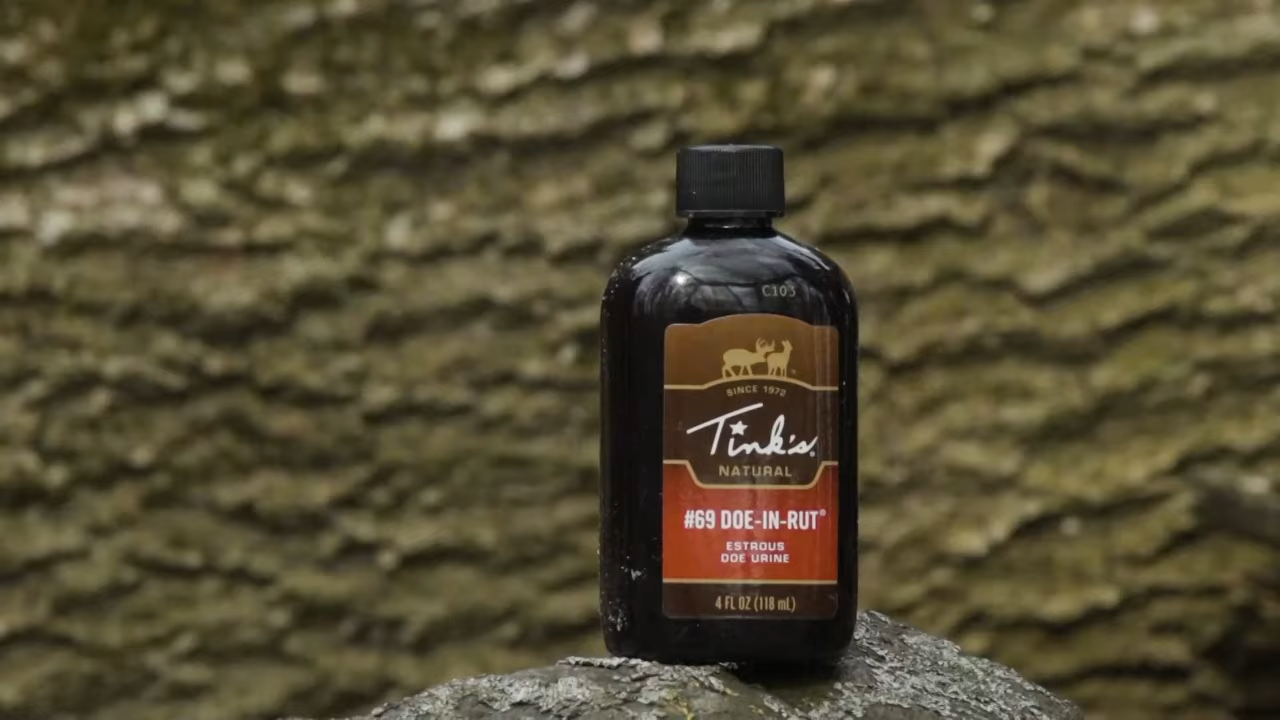 C103
SINCE 1972
Tink's®
NATURAL
#69 DOE-IN-RUT®
ESTROUS
DOE URINE
4 FL OZ (118 mL)